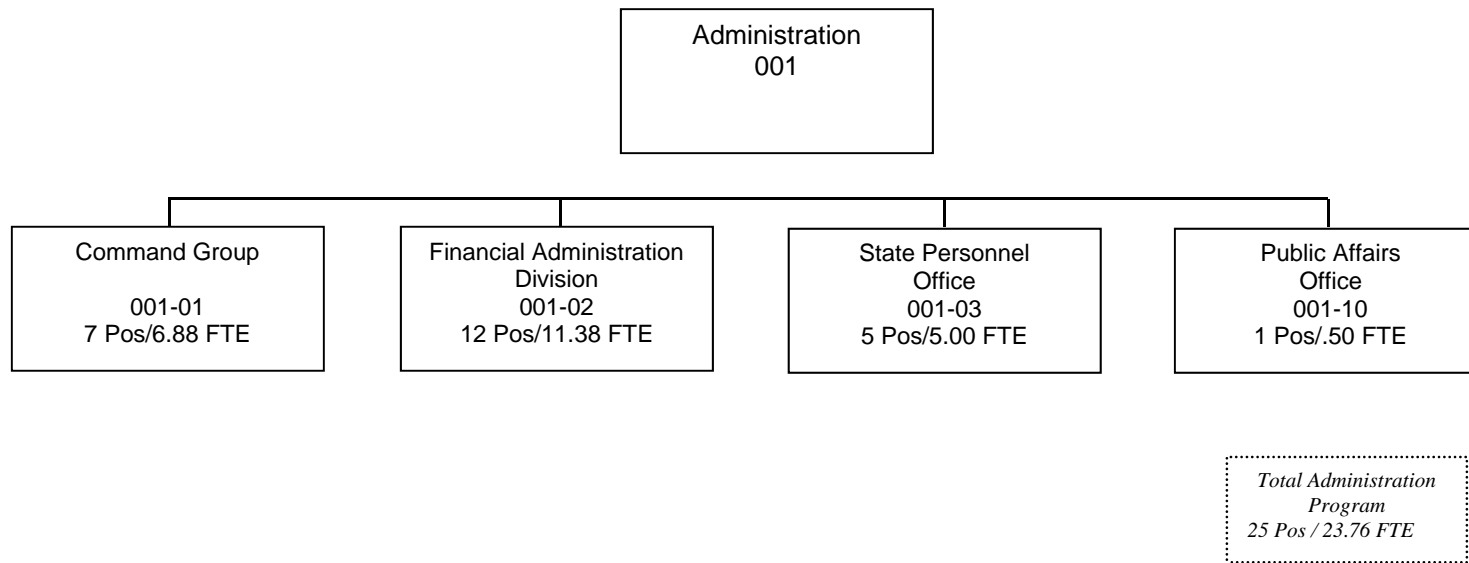 Administration
001
Command Group
001-01
7 Pos/6.88 FTE
Financial Administration
Division
001-02
12 Pos/11.38 FTE
State Personnel
Office
001-03
5 Pos/5.00 FTE
Public Affairs
Office
001-10
1 Pos/.50 FTE
Total Administration
Program
25 Pos / 23.76 FTE